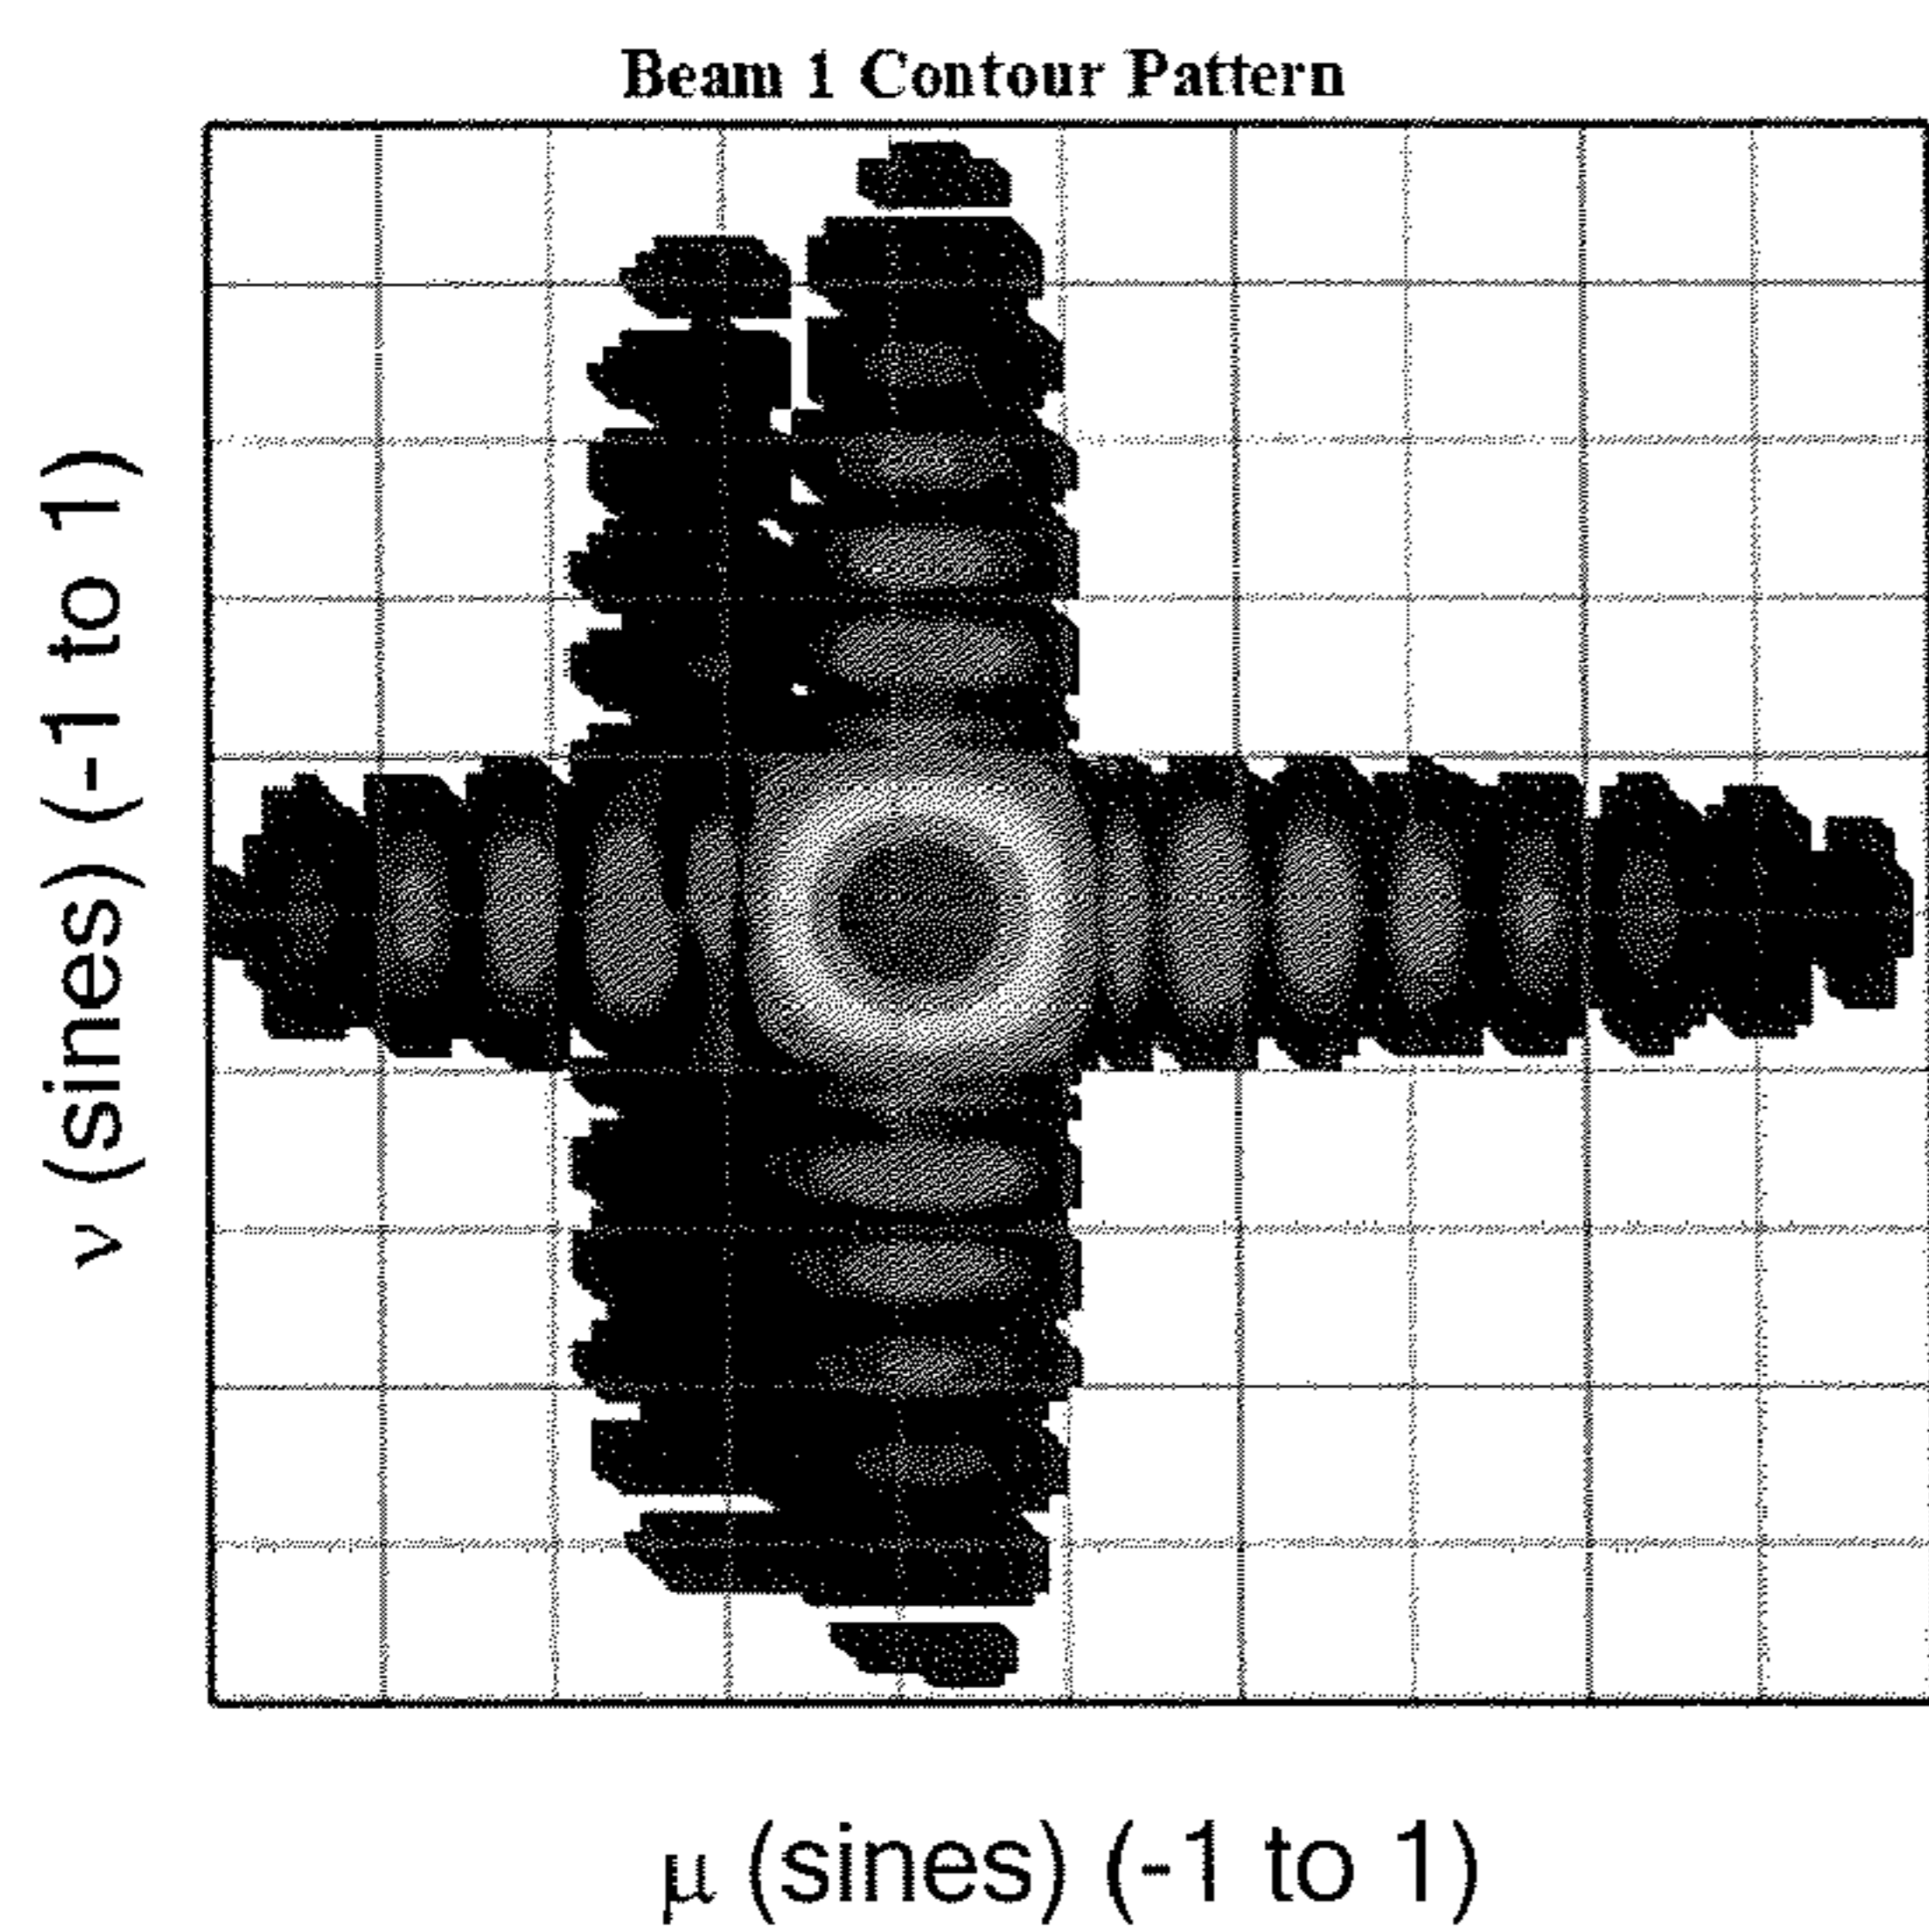 Beam 1 Contour Pattern
ν (sines) (-1 to 1)
μ (sines) (-1 to 1)